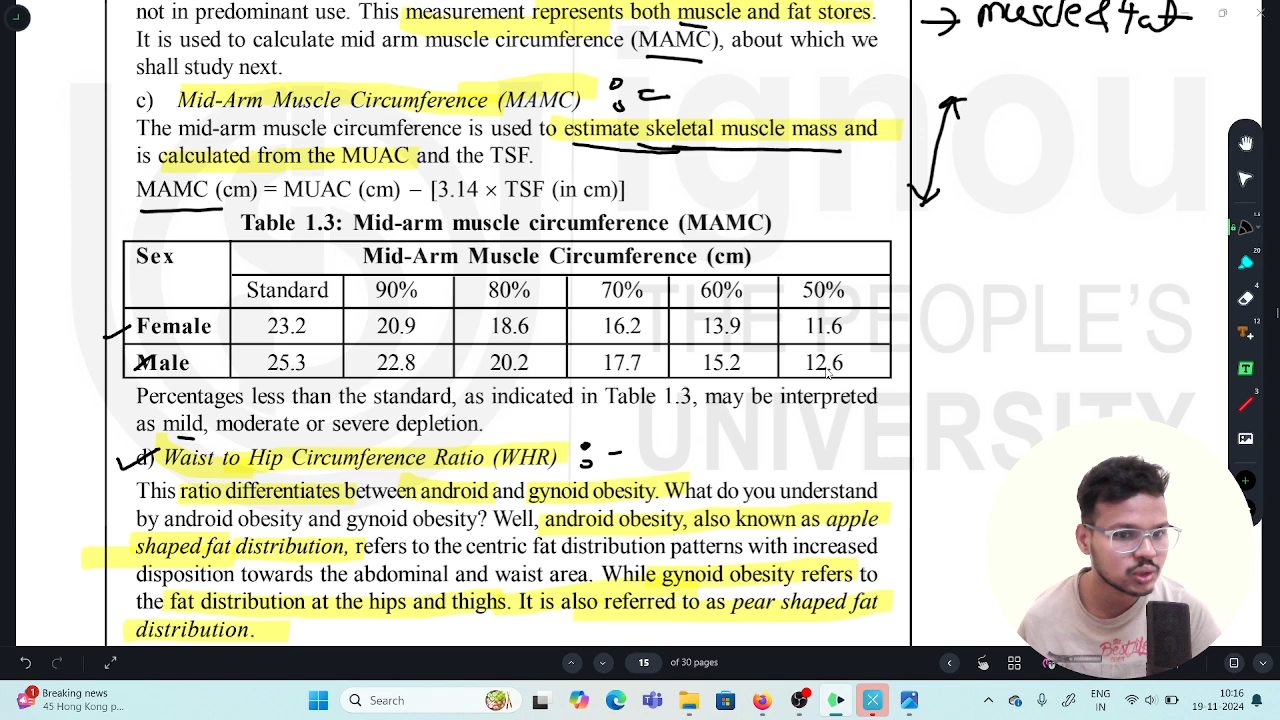 not in predominant use. This measurement represents both muscle and fat stores.
→ muscle & fat
It is used to calculate mid arm muscle circumference (MAMC), about which we
shall study next.
c) Mid-Arm Muscle Circumference (MAMC)
The mid-arm muscle circumference is used to estimate skeletal muscle mass and
is calculated from the MUAC and the TSF.
MAMC (cm) = MUAC (cm) – [3.14 × TSF (in cm)]
Table 1.3: Mid-arm muscle circumference (MAMC)
Sex Mid-Arm Muscle Circumference (cm)
Standard 90% 80% 70% 60% 50%
Female 23.2 20.9 18.6 16.2 13.9 11.6
Male 25.3 22.8 20.2 17.7 15.2 12.6
Percentages less than the standard, as indicated in Table 1.3, may be interpreted
as mild, moderate or severe depletion.
d) Waist to Hip Circumference Ratio (WHR)
This ratio differentiates between android and gynoid obesity. What do you understand
by android obesity and gynoid obesity? Well, android obesity, also known as apple
shaped fat distribution, refers to the centric fat distribution patterns with increased
disposition towards the abdominal and waist area. While gynoid obesity refers to
the fat distribution at the hips and thighs. It is also referred to as pear shaped fat
distribution.
ignou
THE PEOPLE'S
UNIVERSITY
15 of 30 pages
Breaking news
45 Hong Kong p...
Search
ENG
IN
10:16
19-11-2024